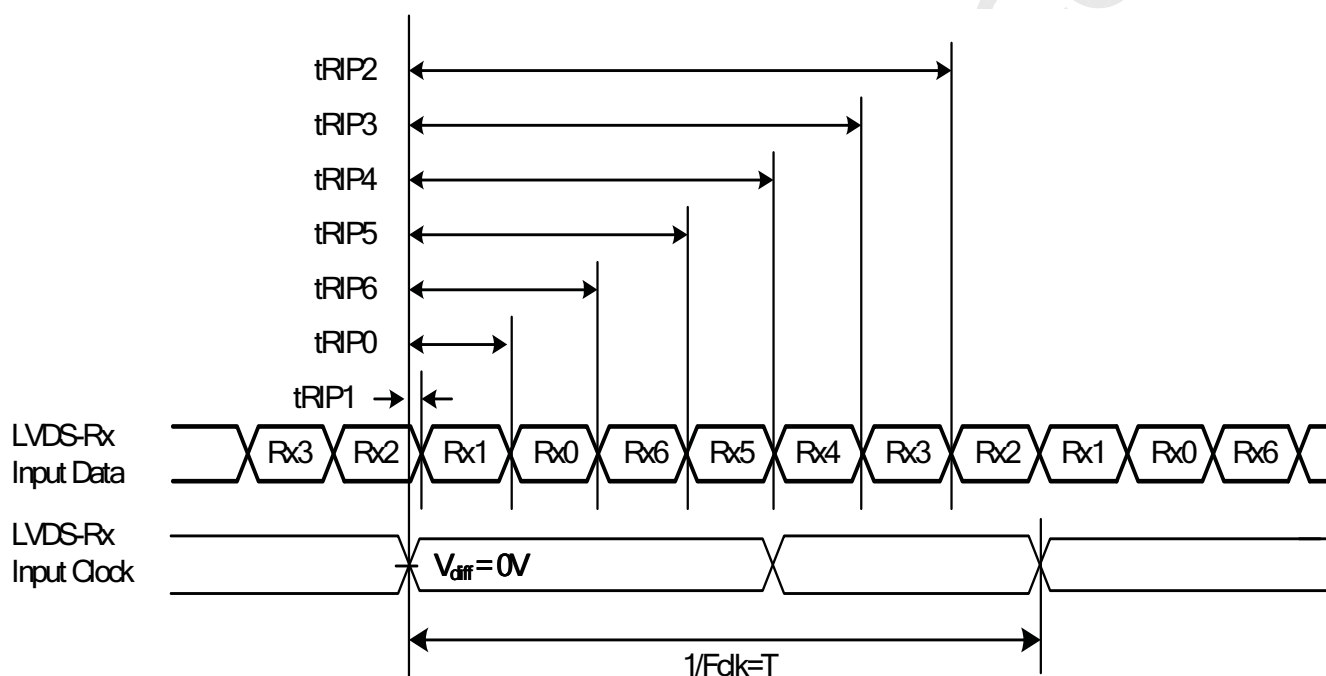 tRIP2
tRIP3
tRIP4
tRIP5
tRIP6
tRIP0
tRIP1
LVDS-Rx
Input Data
Rx3 Rx2 Rx1 Rx0 Rx6 Rx5 Rx4 Rx3 Rx2 Rx1 Rx0 Rx6
LVDS-Rx
Input Clock
Vdiff = 0V
1/Fclk=T